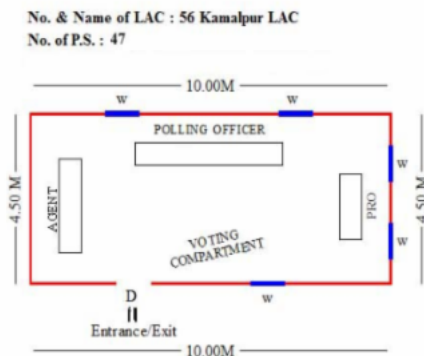 No. & Name of LAC : 56 Kamalpur LAC
No. of P.S. : 47
10.00M
W W
POLLING OFFICER
4.50 M
AGENT
PRO
W
4.50 M
VOTING
COMPARTMENT
W
D
W
Entrance/Exit
10.00M